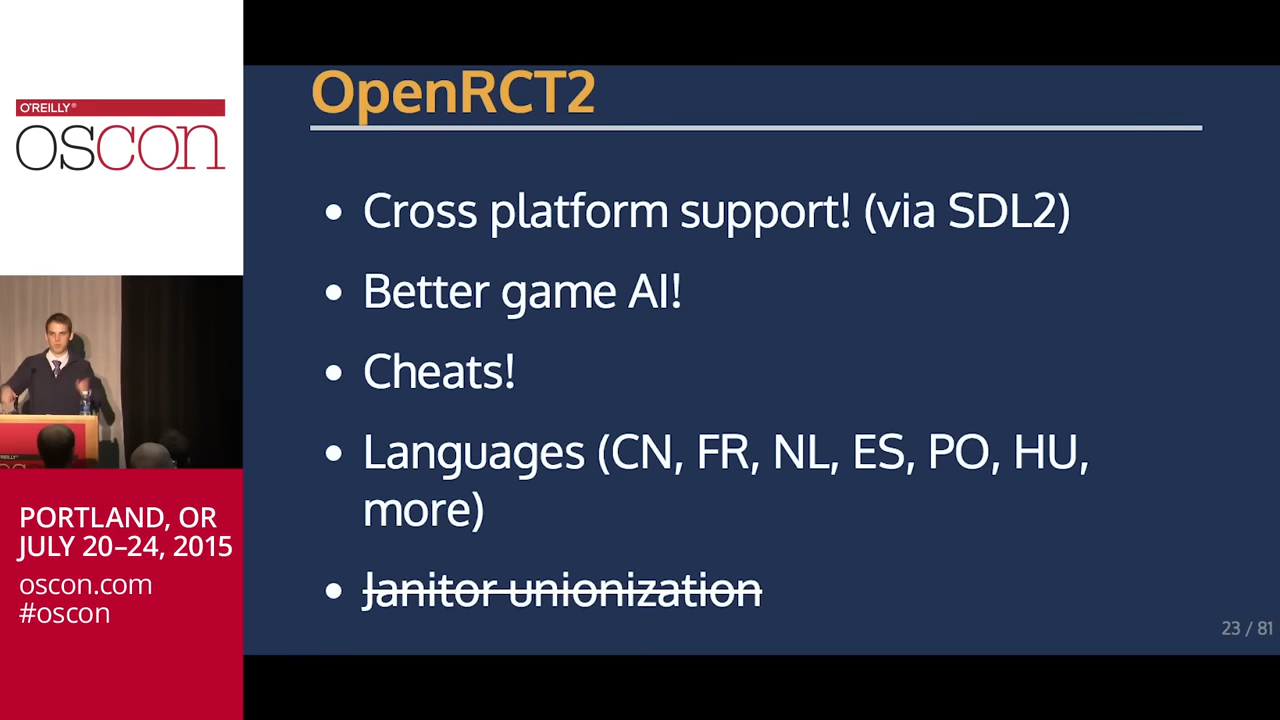 O'REILLY®
oscon
PORTLAND, OR
JULY 20–24, 2015
oscon.com
#oscon
OpenRCT2
Cross platform support! (via SDL2)
Better game AI!
Cheats!
Languages (CN, FR, NL, ES, PO, HU,
more)
Janitor unionization
23 / 81